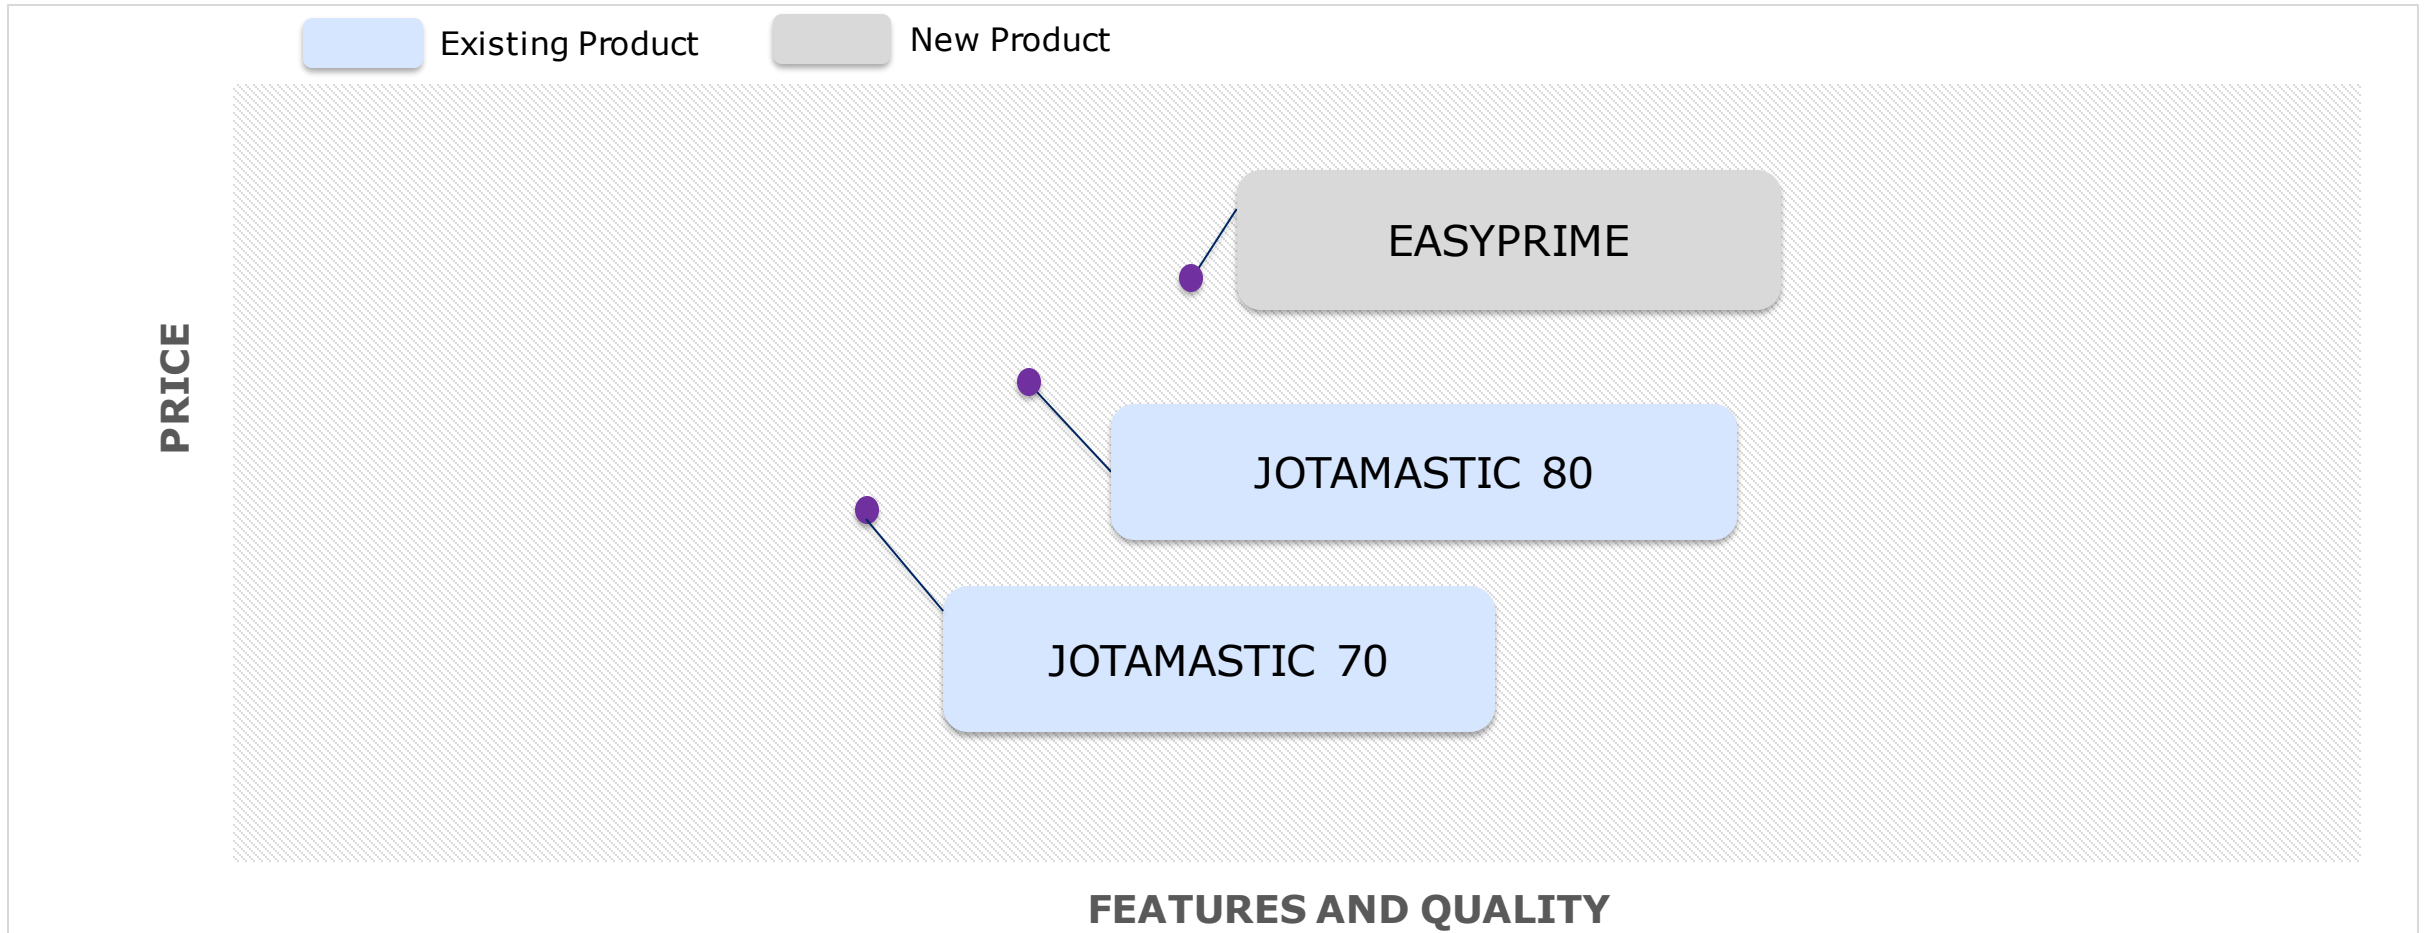 Existing Product
New Product
EASYPRIME
PRICE
JOTAMASTIC 80
JOTAMASTIC 70
FEATURES AND QUALITY